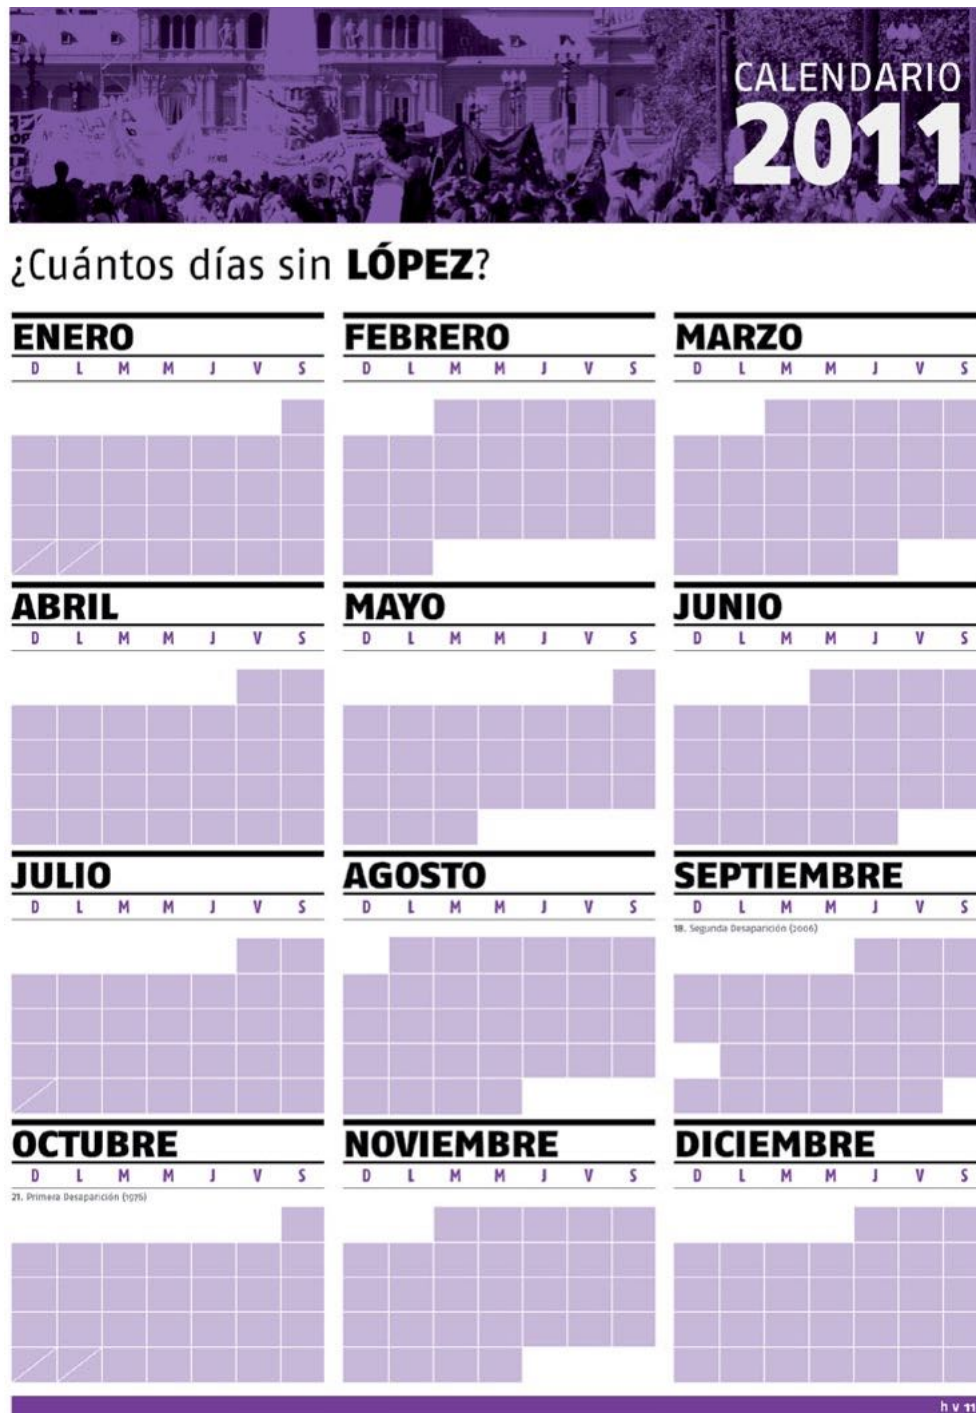 CALENDARIO
2011
¿Cuántos días sin LÓPEZ?
ENERO
D L M M J V S
FEBRERO
D L M M J V S
MARZO
D L M M J V S
ABRIL
D L M M J V S
MAYO
D L M M J V S
JUNIO
D L M M J V S
JULIO
D L M M J V S
AGOSTO
D L M M J V S
SEPTIEMBRE
D L M M J V S
18. Segunda Desaparición (2006)
OCTUBRE
D L M M J V S
21. Primera Desaparición (1976)
NOVIEMBRE
D L M M J V S
DICIEMBRE
D L M M J V S
h v 11